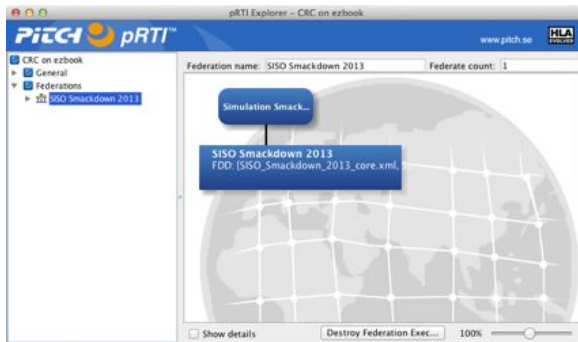 pRTI Explorer – CRC on ezbook
PITCH pRTI™
www.pitch.se
HLA EVOLVED
CRC on ezbook
General
Federations
SISO Smackdown 2013
Federation name: SISO Smackdown 2013
Federate count: 1
Simulation Smack...
SISO Smackdown 2013
FDD: [SISO_Smackdown_2013_core.xml,
Show details
Destroy Federation Exec...
100%